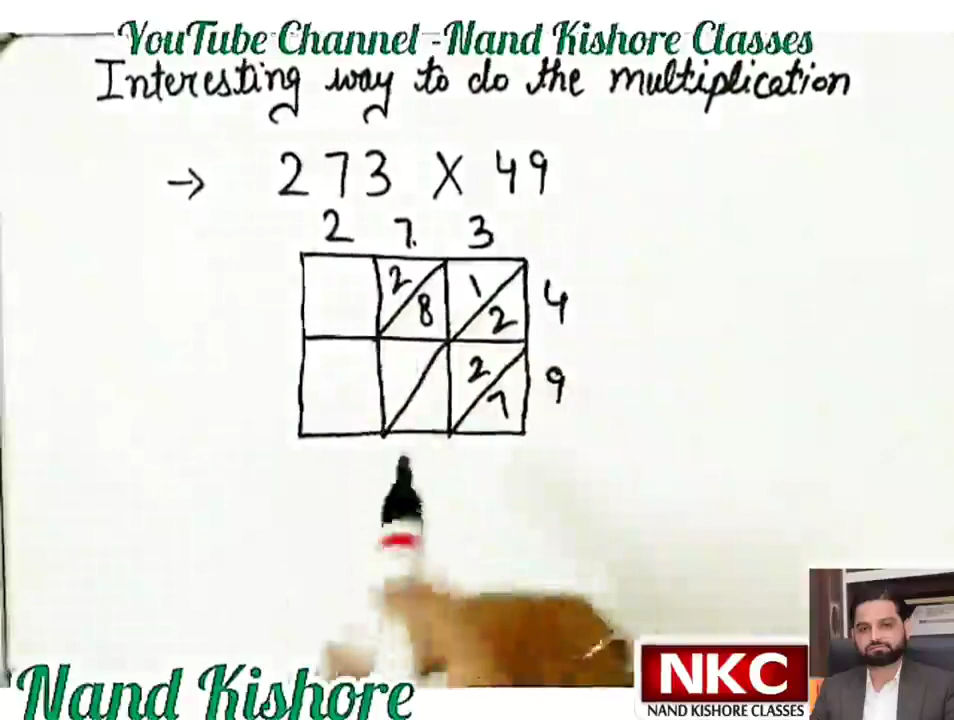 YouTube Channel -Nand Kishore Classes
Interesting way to do the multiplication
→ 273 X 49
2 7. 3
2 8 1 2 4
2 7 9
Nand Kishore
NKC
NAND KISHORE CLASSES